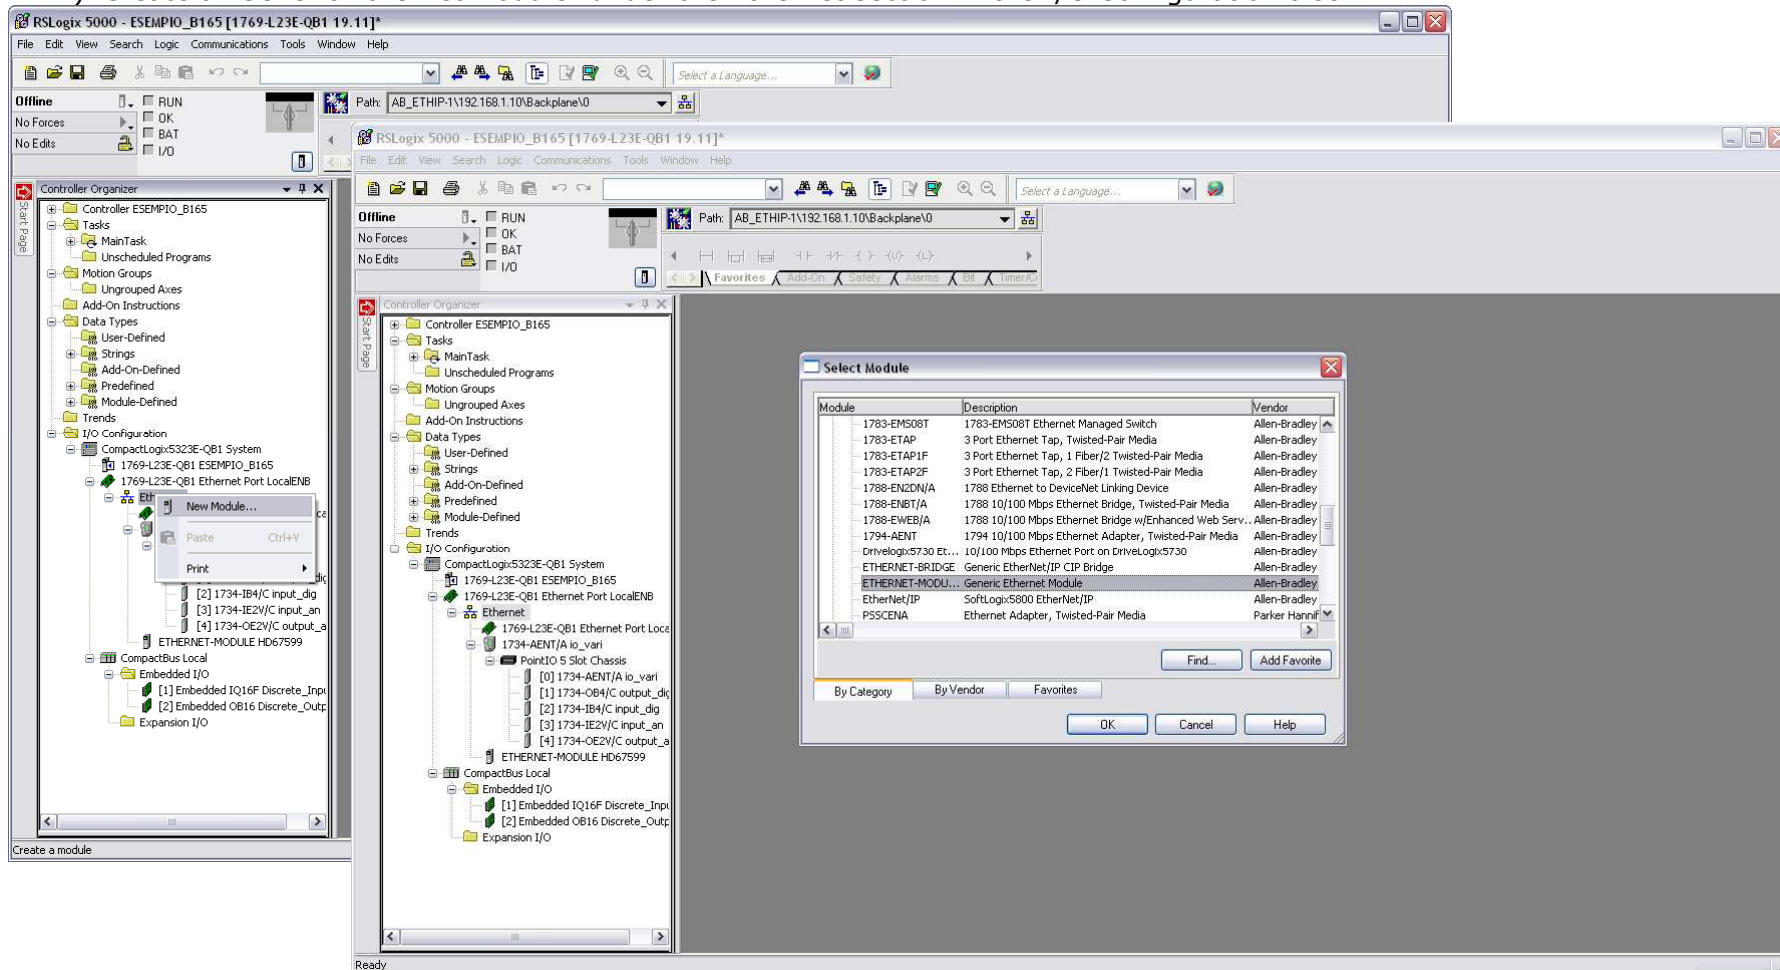 RSLogix 5000 - ESEMPIO_B165 [1769-L23E-QB1 19.11]*
File Edit View Search Logic Communications Tools Window Help
Select a Language...
Offline
RUN
Path: AB_ETHIP-1\192.168.1.10\Backplane\0
No Forces
OK
BAT
No Edits
I/O
Start Page
Controller Organizer
Controller ESEMPIO_B165
Tasks
MainTask
Unscheduled Programs
Motion Groups
Ungrouped Axes
Add-On Instructions
Data Types
User-Defined
Strings
Add-On-Defined
Predefined
Module-Defined
Trends
I/O Configuration
CompactLogix5323E-QB1 System
1769-L23E-QB1 ESEMPIO_B165
1769-L23E-QB1 Ethernet Port LocalENB
New Module...
Paste Ctrl+V
Print
[2] 1734-IB4/C input_dig
[3] 1734-IE2V/C input_an
[4] 1734-OE2V/C output_a
ETHERNET-MODULE HD67599
CompactBus Local
Embedded I/O
[1] Embedded IQ16F Discrete_Inpu
[2] Embedded OB16 Discrete_Outp
Expansion I/O
Create a module
RSLogix 5000 - ESEMPIO_B165 [1769-L23E-QB1 19.11]*
File Edit View Search Logic Communications Tools Window Help
Select a Language...
Offline
RUN
Path: AB_ETHIP-1\192.168.1.10\Backplane\0
No Forces
OK
BAT
No Edits
I/O
Favorites Add-On Safety Alarms Bit Timer/C
Start Page
Controller Organizer
Controller ESEMPIO_B165
Tasks
MainTask
Unscheduled Programs
Motion Groups
Ungrouped Axes
Add-On Instructions
Data Types
User-Defined
Strings
Add-On-Defined
Predefined
Module-Defined
Trends
I/O Configuration
CompactLogix5323E-QB1 System
1769-L23E-QB1 ESEMPIO_B165
1769-L23E-QB1 Ethernet Port LocalENB
Ethernet
1769-L23E-QB1 Ethernet Port Loca
1734-AENT/A io_vari
PointIO 5 Slot Chassis
[0] 1734-AENT/A io_vari
[1] 1734-OB4/C output_dig
[2] 1734-IB4/C input_dig
[3] 1734-IE2V/C input_an
[4] 1734-OE2V/C output_a
ETHERNET-MODULE HD67599
CompactBus Local
Embedded I/O
[1] Embedded IQ16F Discrete_Inpu
[2] Embedded OB16 Discrete_Outp
Expansion I/O
Ready
Select Module
Module Description Vendor
1783-EMS08T 1783-EMS08T Ethernet Managed Switch Allen-Bradley
1783-ETAP 3 Port Ethernet Tap, Twisted-Pair Media Allen-Bradley
1783-ETAP1F 3 Port Ethernet Tap, 1 Fiber/2 Twisted-Pair Media Allen-Bradley
1783-ETAP2F 3 Port Ethernet Tap, 2 Fiber/1 Twisted-Pair Media Allen-Bradley
1788-EN2DN/A 1788 Ethernet to DeviceNet Linking Device Allen-Bradley
1788-ENBT/A 1788 10/100 Mbps Ethernet Bridge, Twisted-Pair Media Allen-Bradley
1788-EWEB/A 1788 10/100 Mbps Ethernet Bridge w/Enhanced Web Serv... Allen-Bradley
1794-AENT 1794 10/100 Mbps Ethernet Adapter, Twisted-Pair Media Allen-Bradley
Drivelogix5730 Et... 10/100 Mbps Ethernet Port on DriveLogix5730 Allen-Bradley
ETHERNET-BRIDGE Generic EtherNet/IP CIP Bridge Allen-Bradley
ETHERNET-MODU... Generic Ethernet Module Allen-Bradley
EtherNet/IP SoftLogix5800 EtherNet/IP Allen-Bradley
PSSCENA Ethernet Adapter, Twisted-Pair Media Parker Hannif
Find... Add Favorite
By Category By Vendor Favorites
OK Cancel Help